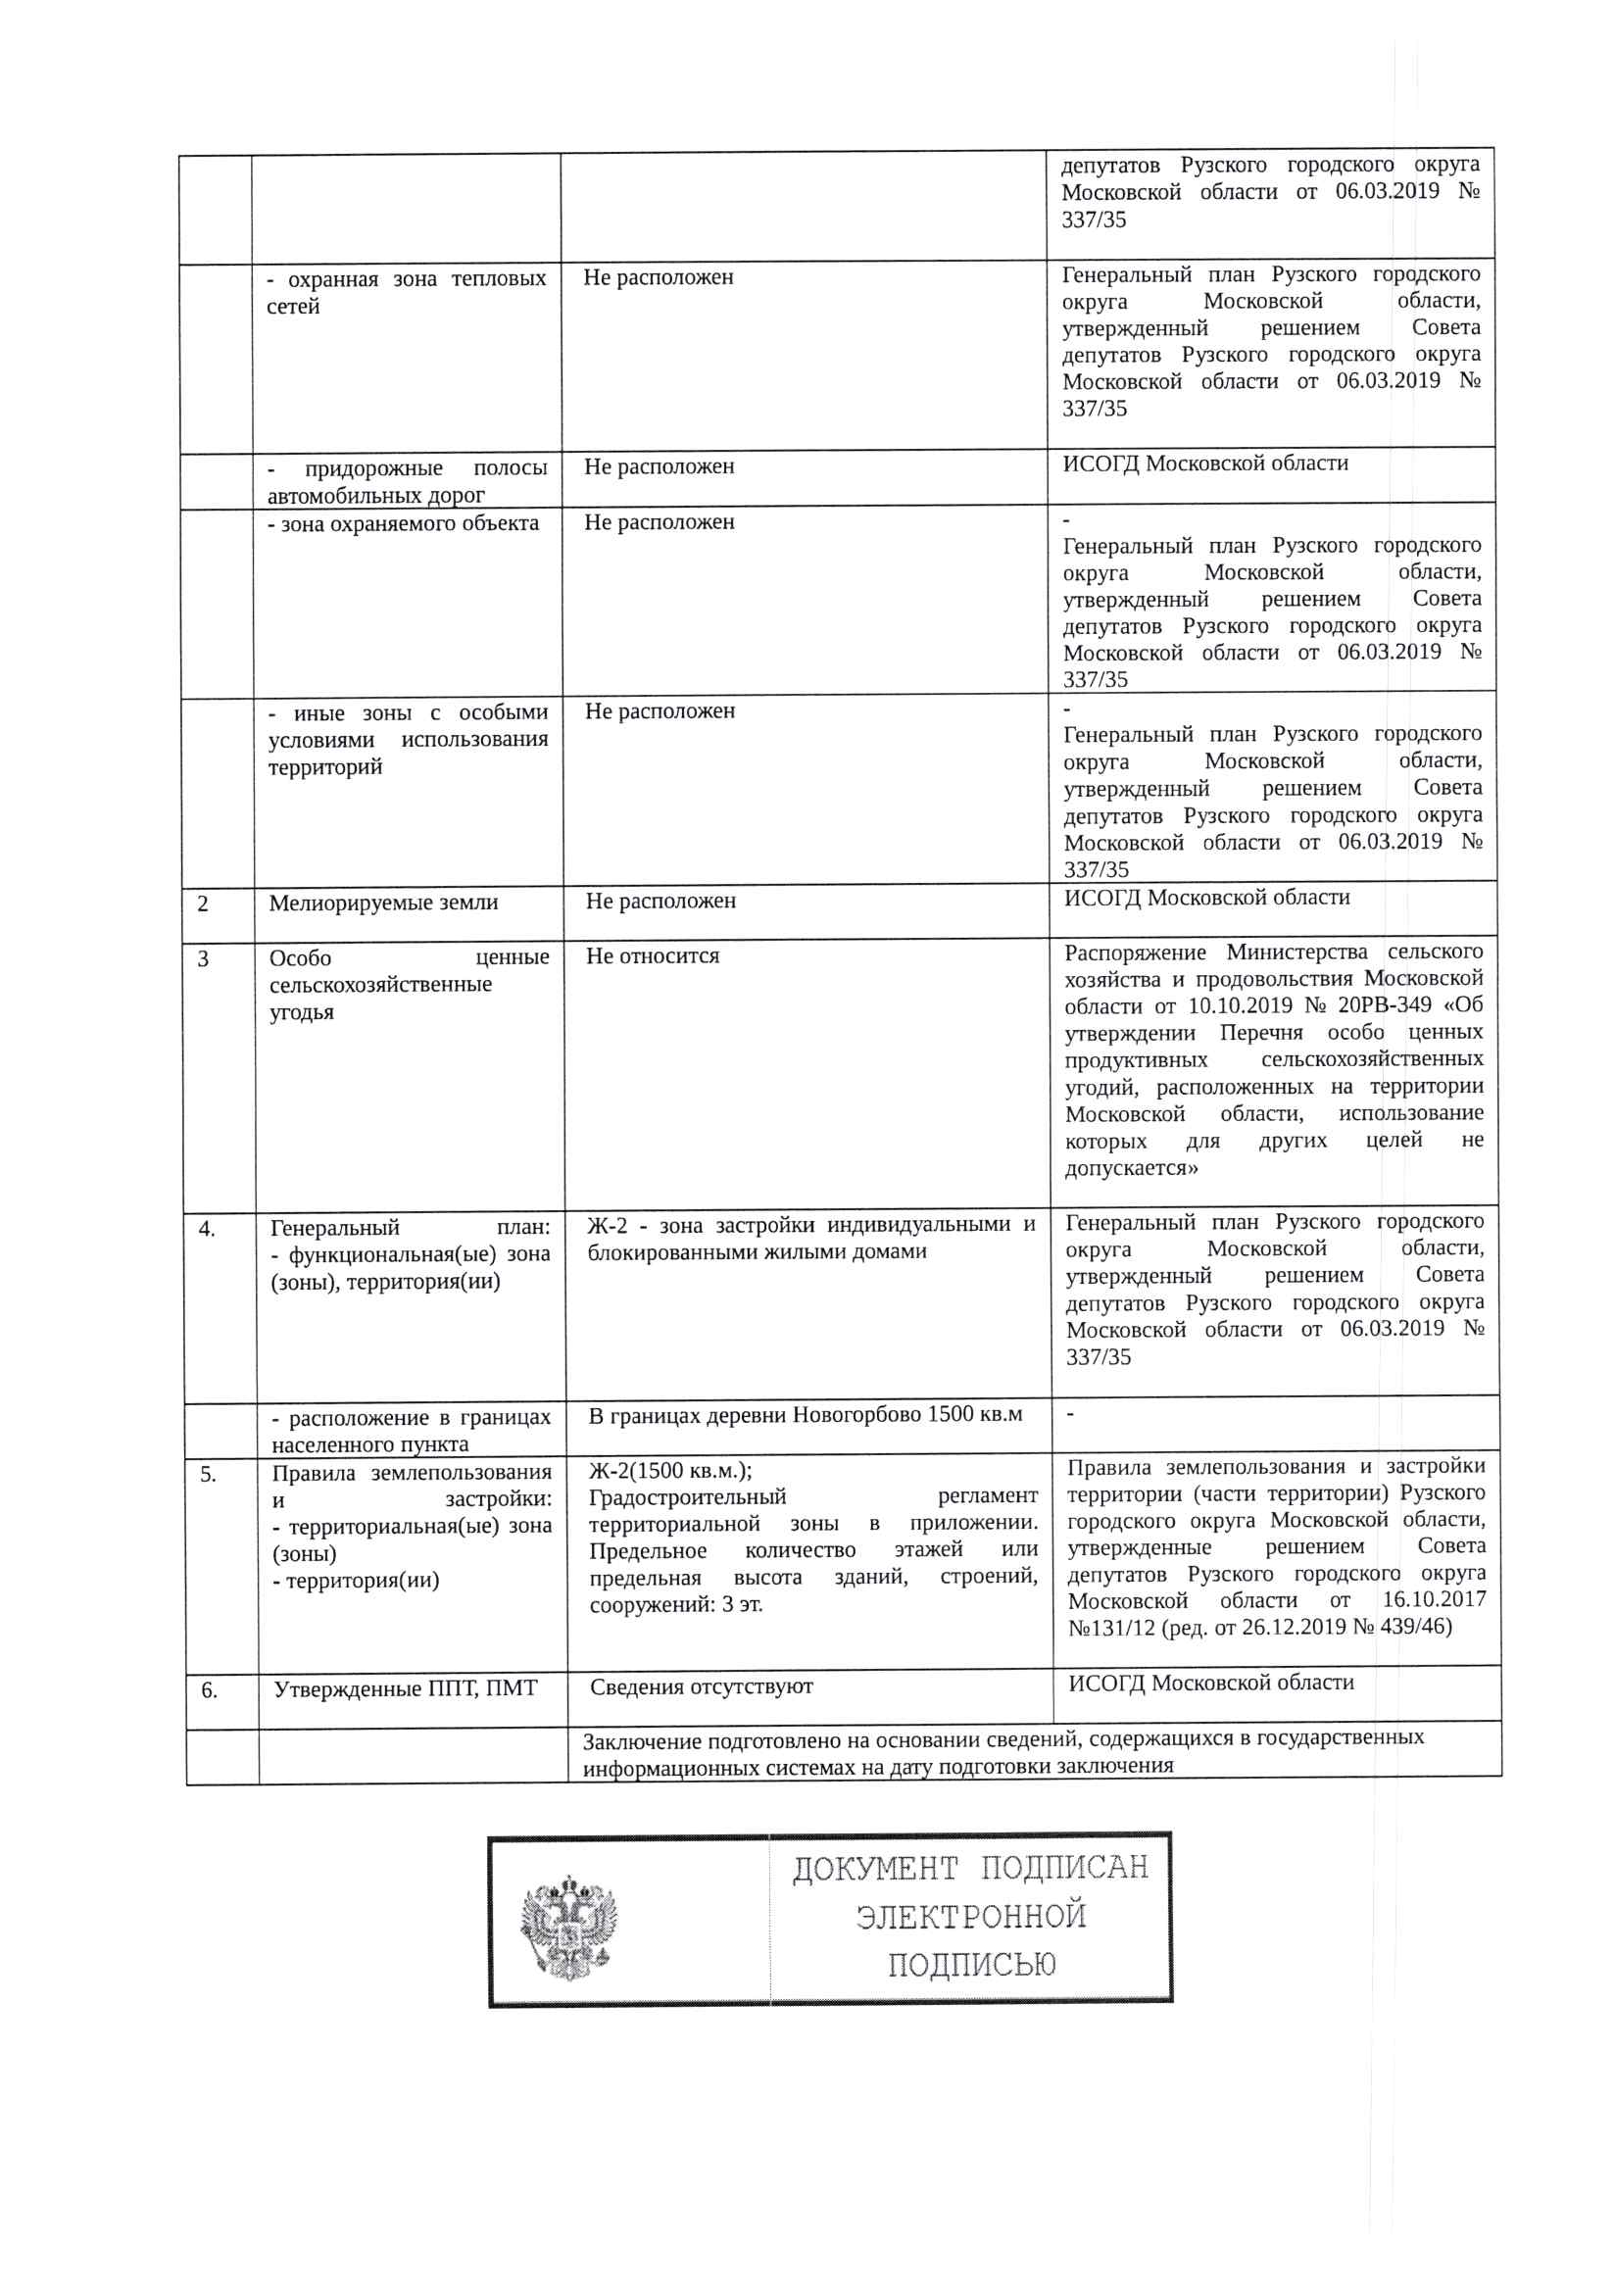 депутатов Рузского городского округа
Московской области от 06.03.2019 №
337/35
- охранная зона тепловых
сетей
Не расположен
Генеральный план Рузского городского
округа Московской области,
утвержденный решением Совета
депутатов Рузского городского округа
Московской области от 06.03.2019 №
337/35
- придорожные полосы
автомобильных дорог
Не расположен
ИСОГД Московской области
- зона охраняемого объекта
Не расположен
-
Генеральный план Рузского городского
округа Московской области,
утвержденный решением Совета
депутатов Рузского городского округа
Московской области от 06.03.2019 №
337/35
- иные зоны с особыми
условиями использования
территорий
Не расположен
-
Генеральный план Рузского городского
округа Московской области,
утвержденный решением Совета
депутатов Рузского городского округа
Московской области от 06.03.2019 №
337/35
2
Мелиорируемые земли
Не расположен
ИСОГД Московской области
3
Особо ценные
сельскохозяйственные
угодья
Не относится
Распоряжение Министерства сельского
хозяйства и продовольствия Московской
области от 10.10.2019 № 20РВ-349 «Об
утверждении Перечня особо ценных
продуктивных сельскохозяйственных
угодий, расположенных на территории
Московской области, использование
которых для других целей не
допускается»
4.
Генеральный план:
- функциональная(ые) зона
(зоны), территория(ии)
Ж-2 - зона застройки индивидуальными и
блокированными жилыми домами
Генеральный план Рузского городского
округа Московской области,
утвержденный решением Совета
депутатов Рузского городского округа
Московской области от 06.03.2019 №
337/35
- расположение в границах
населенного пункта
В границах деревни Новогорбово 1500 кв.м
-
5.
Правила землепользования
и застройки:
- территориальная(ые) зона
(зоны)
- территория(ии)
Ж-2(1500 кв.м.);
Градостроительный регламент
территориальной зоны в приложении.
Предельное количество этажей или
предельная высота зданий, строений,
сооружений: 3 эт.
Правила землепользования и застройки
территории (части территории) Рузского
городского округа Московской области,
утвержденные решением Совета
депутатов Рузского городского округа
Московской области от 16.10.2017
№131/12 (ред. от 26.12.2019 № 439/46)
6.
Утвержденные ППТ, ПМТ
Сведения отсутствуют
ИСОГД Московской области
Заключение подготовлено на основании сведений, содержащихся в государственных
информационных системах на дату подготовки заключения
ДОКУМЕНТ ПОДПИСАН
ЭЛЕКТРОННОЙ
ПОДПИСЬЮ